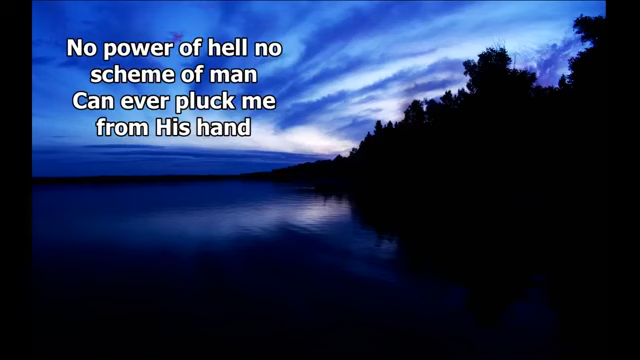 No power of hell no
scheme of man
Can ever pluck me
from His hand